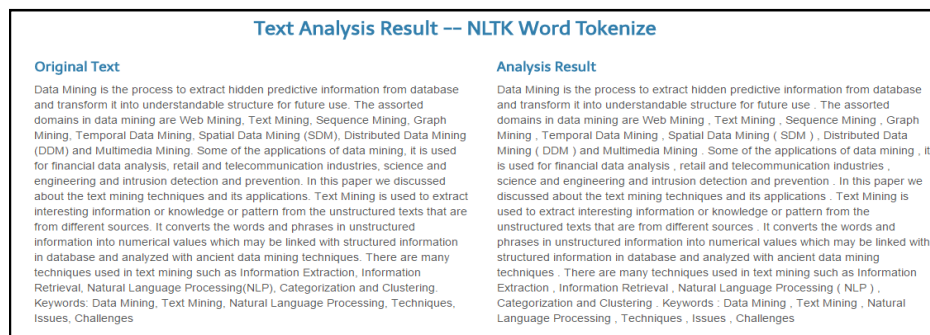 Text Analysis Result -- NLTK Word Tokenize
Original Text
Data Mining is the process to extract hidden predictive information from database
and transform it into understandable structure for future use. The assorted
domains in data mining are Web Mining, Text Mining, Sequence Mining, Graph
Mining, Temporal Data Mining, Spatial Data Mining (SDM), Distributed Data Mining
(DDM) and Multimedia Mining. Some of the applications of data mining, it is used
for financial data analysis, retail and telecommunication industries, science and
engineering and intrusion detection and prevention. In this paper we discussed
about the text mining techniques and its applications. Text Mining is used to extract
interesting information or knowledge or pattern from the unstructured texts that are
from different sources. It converts the words and phrases in unstructured
information into numerical values which may be linked with structured information
in database and analyzed with ancient data mining techniques. There are many
techniques used in text mining such as Information Extraction, Information
Retrieval, Natural Language Processing(NLP), Categorization and Clustering.
Keywords: Data Mining, Text Mining, Natural Language Processing, Techniques,
Issues, Challenges
Analysis Result
Data Mining is the process to extract hidden predictive information from database
and transform it into understandable structure for future use . The assorted
domains in data mining are Web Mining , Text Mining , Sequence Mining , Graph
Mining , Temporal Data Mining , Spatial Data Mining ( SDM ) , Distributed Data
Mining ( DDM ) and Multimedia Mining . Some of the applications of data mining , it
is used for financial data analysis , retail and telecommunication industries ,
science and engineering and intrusion detection and prevention . In this paper we
discussed about the text mining techniques and its applications . Text Mining is
used to extract interesting information or knowledge or pattern from the
unstructured texts that are from different sources . It converts the words and
phrases in unstructured information into numerical values which may be linked with
structured information in database and analyzed with ancient data mining
techniques . There are many techniques used in text mining such as Information
Extraction , Information Retrieval , Natural Language Processing ( NLP ) ,
Categorization and Clustering . Keywords : Data Mining , Text Mining , Natural
Language Processing , Techniques , Issues , Challenges